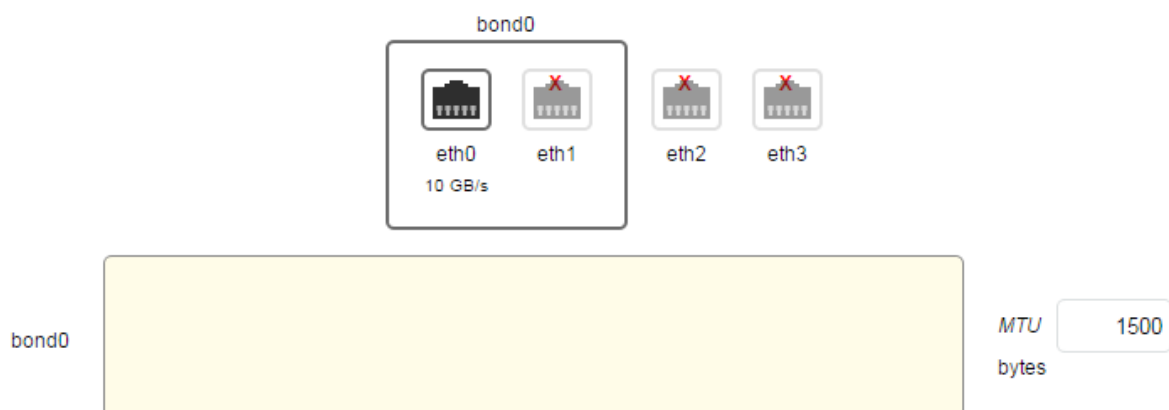 bond0
X X X
eth0 eth1 eth2 eth3
10 GB/s
bond0
MTU 1500
bytes